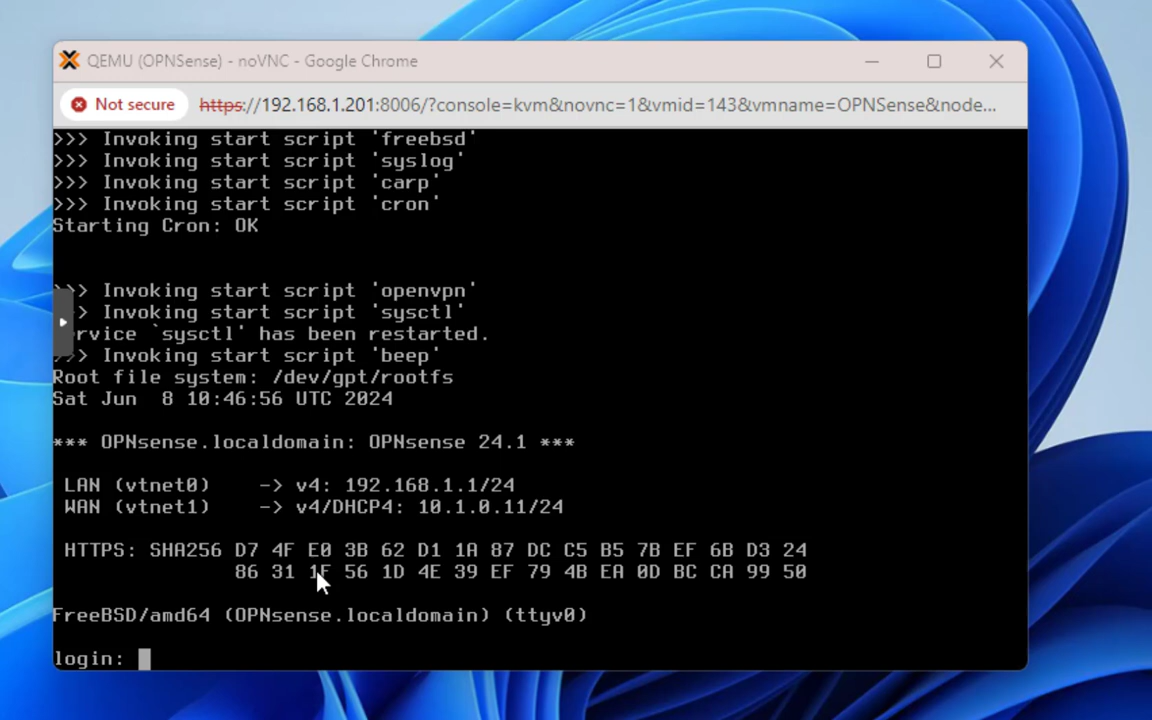 QEMU (OPNSense) - noVNC - Google Chrome
Not secure https://192.168.1.201:8006/?console=kvm&novnc=1&vmid=143&vmname=OPNSense&node...
>>> Invoking start script 'freebsd'
>>> Invoking start script 'syslog'
>>> Invoking start script 'carp'
>>> Invoking start script 'cron'
Starting Cron: OK
>>> Invoking start script 'openvpn'
>>> Invoking start script 'sysctl'
ervice `sysctl' has been restarted.
>>> Invoking start script 'beep'
Root file system: /dev/gpt/rootfs
Sat Jun  8 10:46:56 UTC 2024
*** OPNsense.localdomain: OPNsense 24.1 ***
LAN (vtnet0)    -> v4: 192.168.1.1/24
WAN (vtnet1)    -> v4/DHCP4: 10.1.0.11/24
HTTPS: SHA256 D7 4F E0 3B 62 D1 1A 87 DC C5 B5 7B EF 6B D3 24
86 31 1F 56 1D 4E 39 EF 79 4B EA 0D BC CA 99 50
FreeBSD/amd64 (OPNsense.localdomain) (ttyv0)
login: